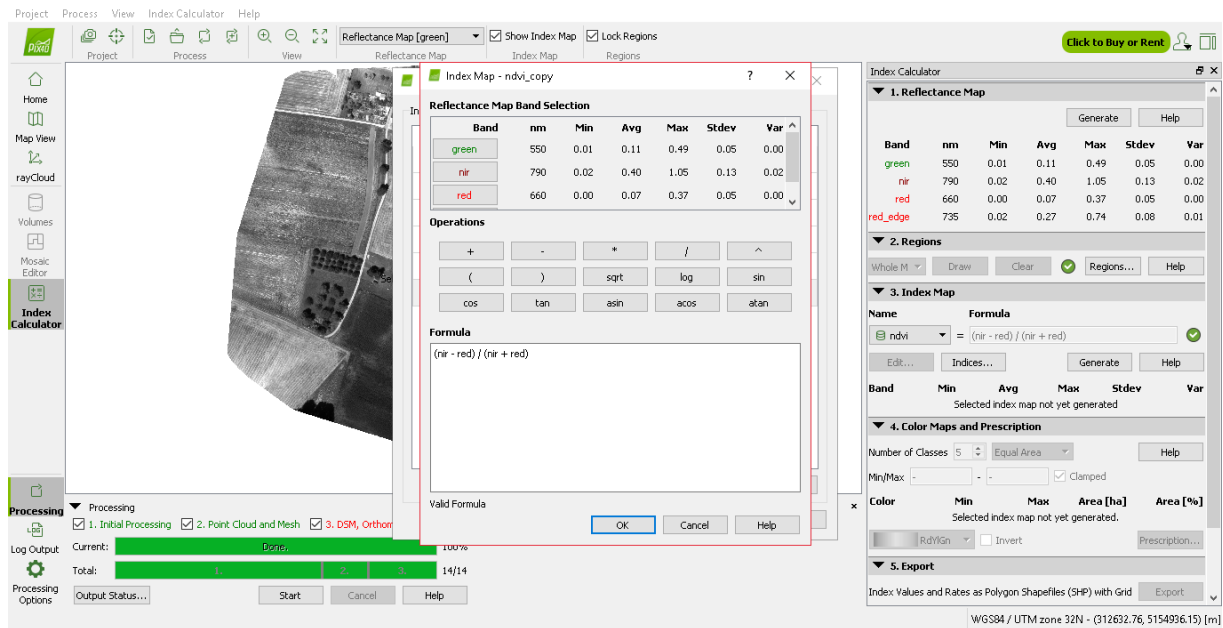 Project Process View Index Calculator Help
PIX4D
Reflectance Map [green]
Show Index Map
Lock Regions
Project
Process
View
Reflectance Map
Index Map
Regions
Click to Buy or Rent
Home
Map View
rayCloud
Volumes
Mosaic
Editor
Index
Calculator
Processing
Log Output
Processing
Options
In
Se
Index Map - ndvi_copy ? X
Reflectance Map Band Selection
Band nm Min Avg Max Stdev Var
green 550 0.01 0.11 0.49 0.05 0.00
nir 790 0.02 0.40 1.05 0.13 0.02
red 660 0.00 0.07 0.37 0.05 0.00
Operations
+ - * / ^
( ) sqrt log sin
cos tan asin acos atan
Formula
(nir - red) / (nir + red)
Valid Formula
OK Cancel Help
Processing
1. Initial Processing 2. Point Cloud and Mesh 3. DSM, Orthom
Current: Done. 100%
Total: 1. 2. 3. 14/14
Output Status... Start Cancel Help
Index Calculator
1. Reflectance Map
Generate Help
Band nm Min Avg Max Stdev Var
green 550 0.01 0.11 0.49 0.05 0.00
nir 790 0.02 0.40 1.05 0.13 0.02
red 660 0.00 0.07 0.37 0.05 0.00
red_edge 735 0.02 0.27 0.74 0.08 0.01
2. Regions
Whole M Draw Clear Regions... Help
3. Index Map
Name Formula
ndvi = (nir - red) / (nir + red)
Edit... Indices... Generate Help
Band Min Avg Max Stdev Var
Selected index map not yet generated
4. Color Maps and Prescription
Number of Classes 5 Equal Area Help
Min/Max - - - Clamped
Color Min Max Area [ha] Area [%]
Selected index map not yet generated.
RdYlGn Invert Prescription...
5. Export
Index Values and Rates as Polygon Shapefiles (SHP) with Grid Export
WGS84 / UTM zone 32N - (312632.76, 5154936.15) [m]